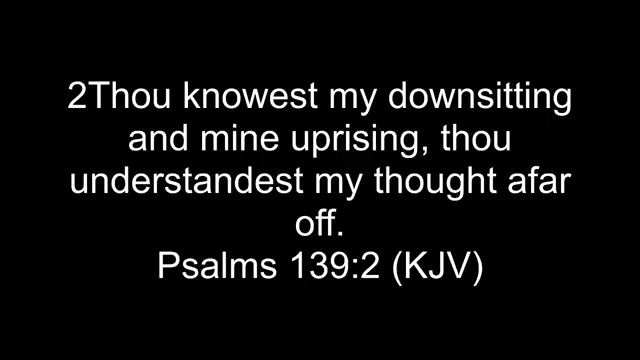 2Thou knowest my downsitting
and mine uprising, thou
understandest my thought afar
off.
Psalms 139:2 (KJV)